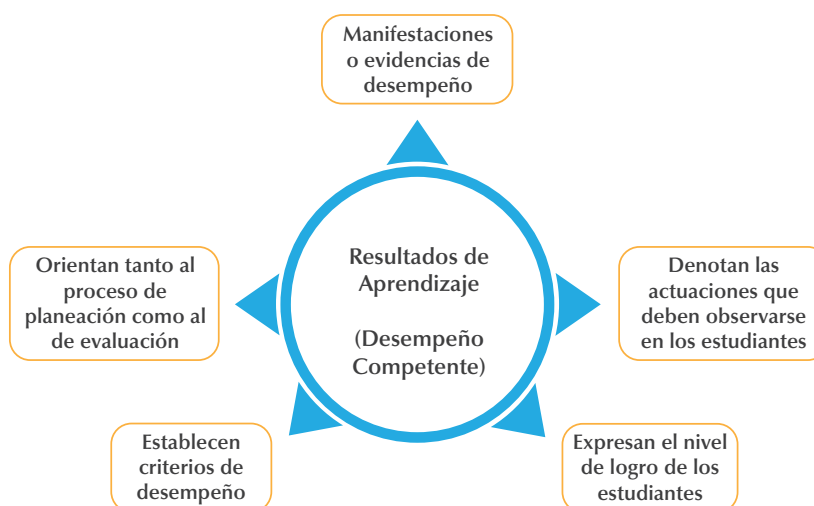 Manifestaciones
o evidencias de
desempeño
Resultados de
Aprendizaje
(Desempeño
Competente)
Orientan tanto al
proceso de
planeación como al
de evaluación
Denotan las
actuaciones que
deben observarse
en los estudiantes
Establecen
criterios de
desempeño
Expresan el nivel
de logro de los
estudiantes